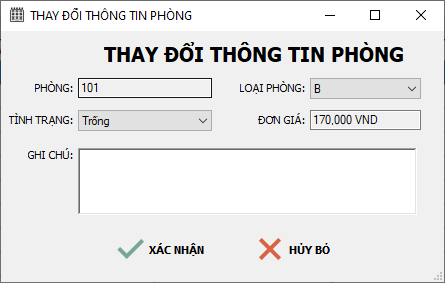 THAY ĐỔI THÔNG TIN PHÒNG
THAY ĐỔI THÔNG TIN PHÒNG
PHÒNG: 101 LOẠI PHÒNG: B
TÌNH TRẠNG: Trống ĐƠN GIÁ: 170,000 VND
GHI CHÚ:
XÁC NHẬN HỦY BỎ